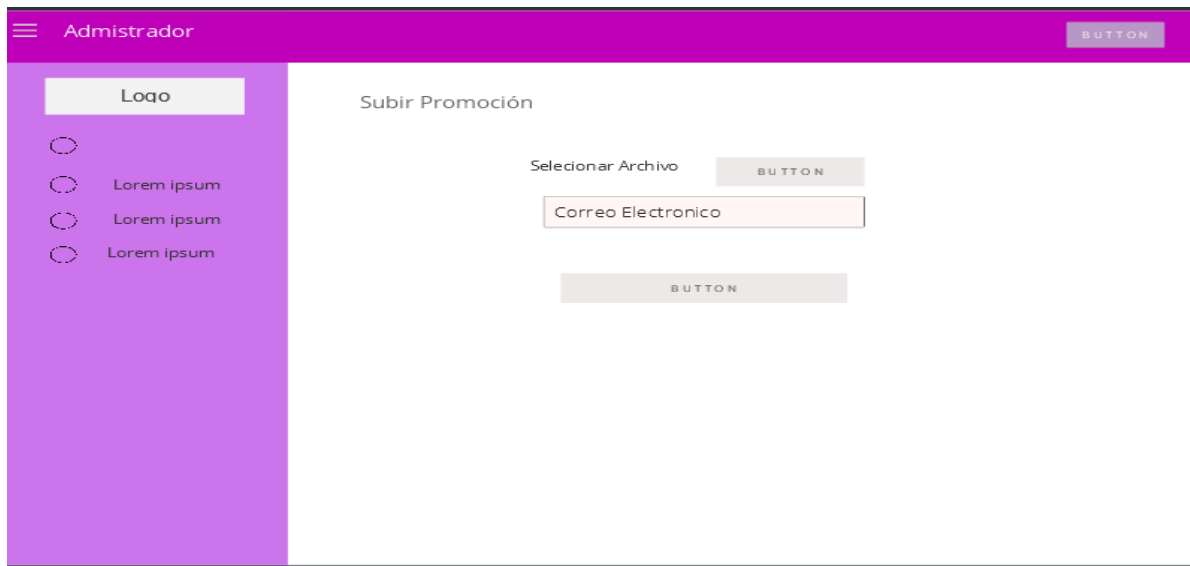 Admistrador
BUTTON
Logo
Subir Promoción
Selecionar Archivo
BUTTON
Lorem ipsum
Correo Electronico
Lorem ipsum
Lorem ipsum
BUTTON